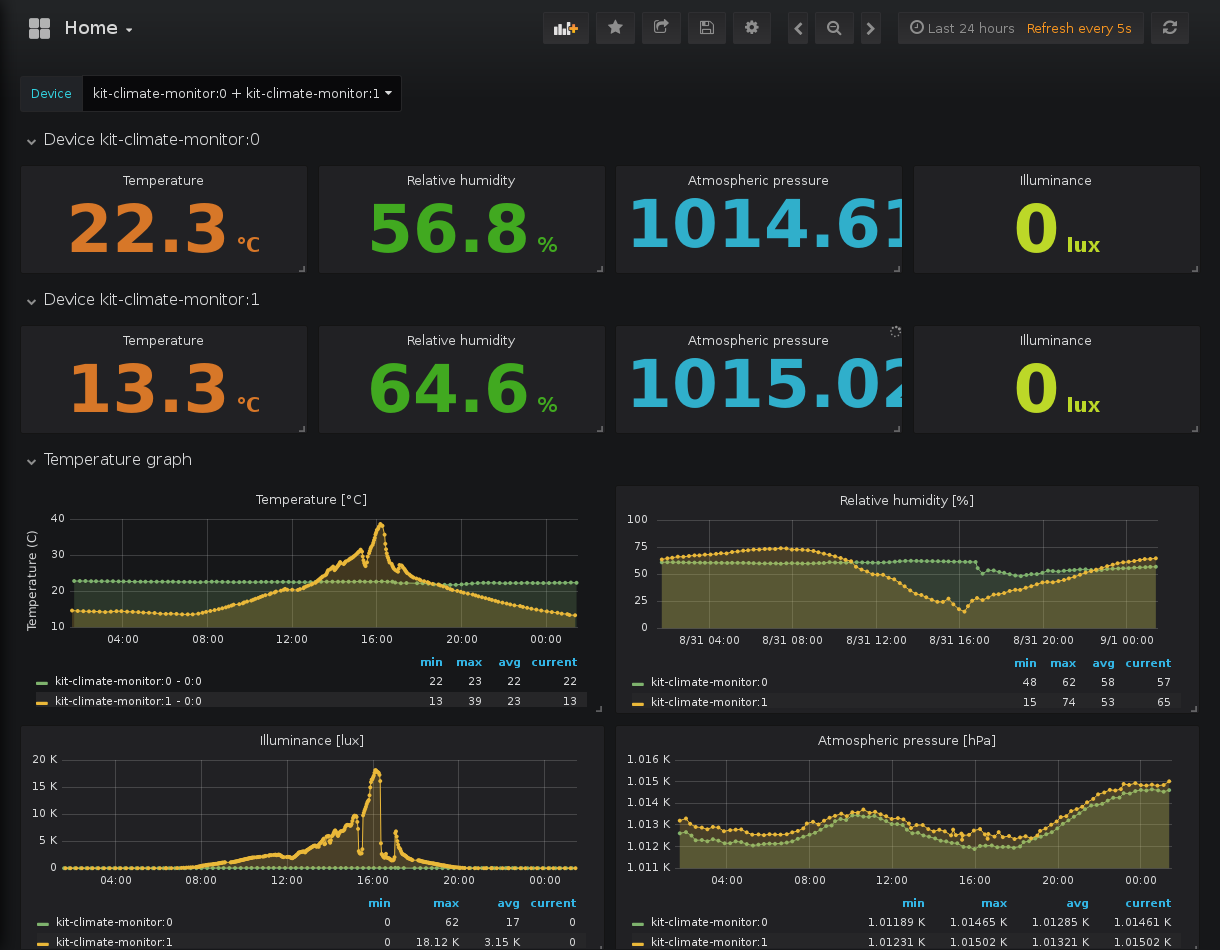 Home
Last 24 hours Refresh every 5s
Device kit-climate-monitor:0 + kit-climate-monitor:1
Device kit-climate-monitor:0
Temperature Relative humidity Atmospheric pressure Illuminance
22.3 °C 56.8 % 1014.61 0 lux
Device kit-climate-monitor:1
Temperature Relative humidity Atmospheric pressure Illuminance
13.3 °C 64.6 % 1015.02 0 lux
Temperature graph
Temperature [°C]
Temperature (C)
40
30
20
10
04:00 08:00 12:00 16:00 20:00 00:00
min max avg current
kit-climate-monitor:0 - 0:0 22 23 22 22
kit-climate-monitor:1 - 0:0 13 39 23 13
Relative humidity [%]
100
75
50
25
0
8/31 04:00 8/31 08:00 8/31 12:00 8/31 16:00 8/31 20:00 9/1 00:00
min max avg current
kit-climate-monitor:0 48 62 58 57
kit-climate-monitor:1 15 74 53 65
Illuminance [lux]
20 K
15 K
10 K
5 K
0
04:00 08:00 12:00 16:00 20:00 00:00
min max avg current
kit-climate-monitor:0 0 62 17 0
kit-climate-monitor:1 0 18.12 K 3.15 K 0
Atmospheric pressure [hPa]
1.016 K
1.015 K
1.014 K
1.013 K
1.012 K
1.011 K
04:00 08:00 12:00 16:00 20:00 00:00
min max avg current
kit-climate-monitor:0 1.01189 K 1.01465 K 1.01285 K 1.01461 K
kit-climate-monitor:1 1.01231 K 1.01502 K 1.01321 K 1.01502 K